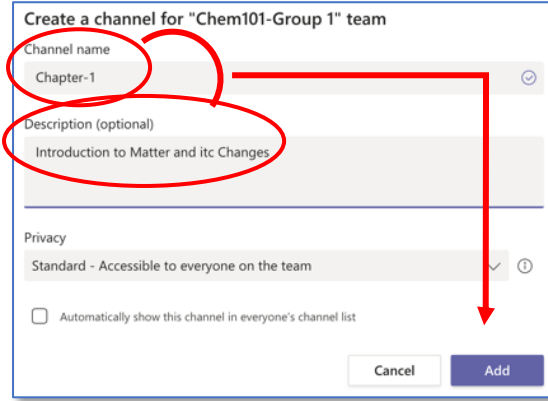 Create a channel for "Chem101-Group 1" team
Channel name
Chapter-1
Description (optional)
Introduction to Matter and itc Changes
Privacy
Standard - Accessible to everyone on the team
Automatically show this channel in everyone's channel list
Cancel Add